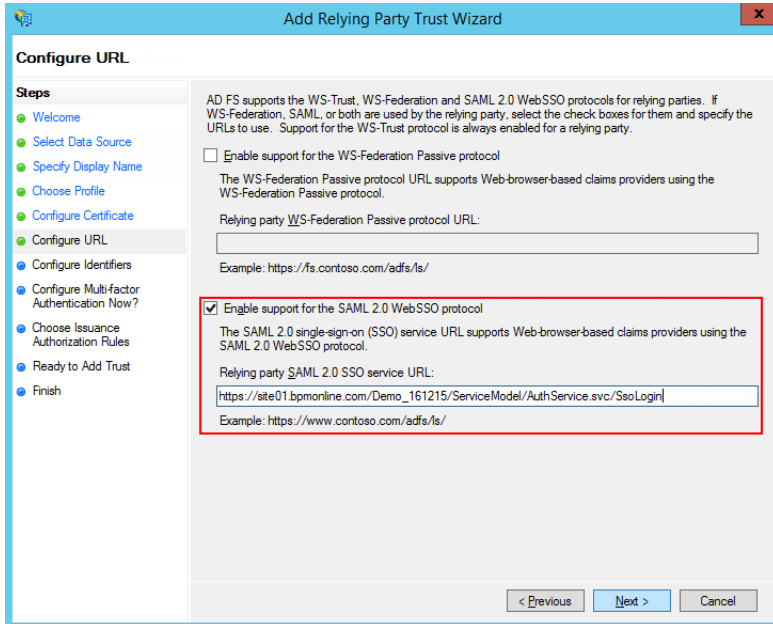 Add Relying Party Trust Wizard
x
Configure URL
Steps
Welcome
Select Data Source
Specify Display Name
Choose Profile
Configure Certificate
Configure URL
Configure Identifiers
Configure Multi-factor
Authentication Now?
Choose Issuance
Authorization Rules
Ready to Add Trust
Finish
AD FS supports the WS-Trust, WS-Federation and SAML 2.0 WebSSO protocols for relying parties. If
WS-Federation, SAML, or both are used by the relying party, select the check boxes for them and specify the
URLs to use. Support for the WS-Trust protocol is always enabled for a relying party.
Enable support for the WS-Federation Passive protocol
The WS-Federation Passive protocol URL supports Web-browser-based claims providers using the
WS-Federation Passive protocol.
Relying party WS-Federation Passive protocol URL:
Example: https://fs.contoso.com/adfs/ls/
Enable support for the SAML 2.0 WebSSO protocol
The SAML 2.0 single-sign-on (SSO) service URL supports Web-browser-based claims providers using the
SAML 2.0 WebSSO protocol.
Relying party SAML 2.0 SSO service URL:
https://site01.bpmonline.com/Demo_161215/ServiceModel/AuthService.svc/SsoLogin
Example: https://www.contoso.com/adfs/ls/
< Previous
Next >
Cancel